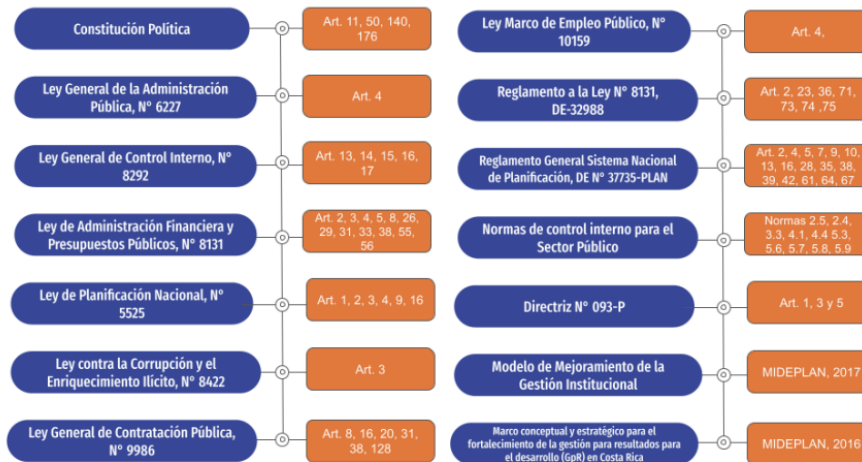 Constitución Política
Art. 11, 50, 140,
176
Ley General de la Administración
Pública, N° 6227
Art. 4
Ley General de Control Interno, N°
8292
Art. 13, 14, 15, 16,
17
Ley de Administración Financiera y
Presupuestos Públicos, N° 8131
Art. 2, 3, 4, 5, 8, 26,
29, 31, 33, 38, 55,
56
Ley de Planificación Nacional, N°
5525
Art. 1, 2, 3, 4, 9, 16
Ley contra la Corrupción y el
Enriquecimiento Ilícito, N° 8422
Art. 3
Ley General de Contratación Pública,
N° 9986
Art. 8, 16, 20, 31,
38, 128
Ley Marco de Empleo Público, N°
10159
Art. 4,
Reglamento a la Ley N° 8131,
DE-32988
Art. 2, 23, 36, 71,
73, 74 ,75
Reglamento General Sistema Nacional
de Planificación, DE N° 37735-PLAN
Art. 2, 4, 5, 7, 9, 10,
13, 16, 28, 35, 38,
39, 42, 61, 64, 67
Normas de control interno para el
Sector Público
Normas 2.5, 2.4,
3.3, 4.1, 4.4 5.3,
5.6, 5.7, 5.8, 5.9
Directriz N° 093-P
Art. 1, 3 y 5
Modelo de Mejoramiento de la
Gestión Institucional
MIDEPLAN, 2017
Marco conceptual y estratégico para el
fortalecimiento de la gestión para resultados para
el desarrollo (GpR) en Costa Rica
MIDEPLAN, 2016